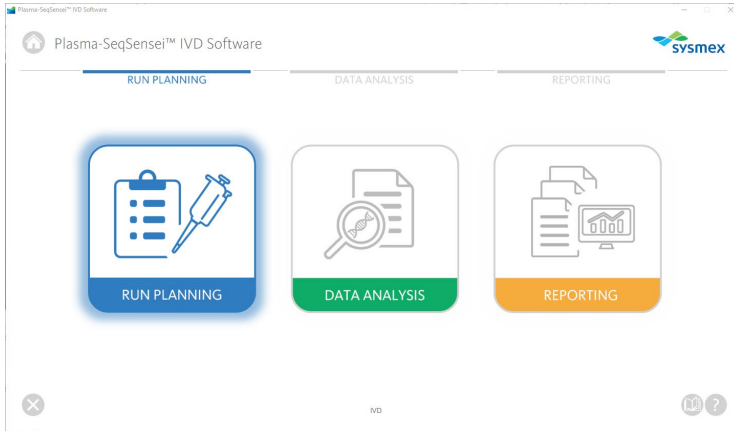 Plasma-SeqSensei™ IVD Software
Plasma-SeqSensei™ IVD Software
sysmex
RUN PLANNING
DATA ANALYSIS
REPORTING
RUN PLANNING
DATA ANALYSIS
REPORTING
IVD
?